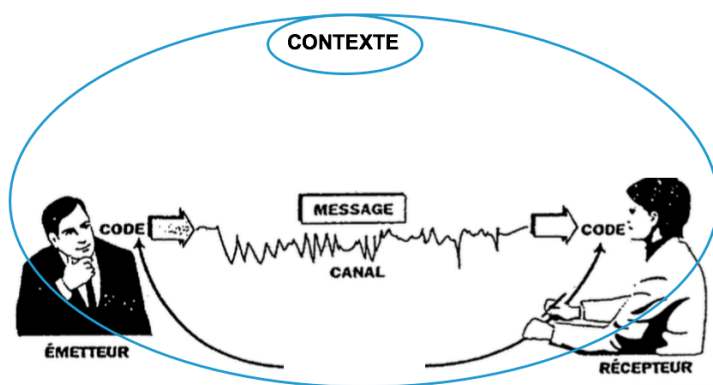 CONTEXTE
MESSAGE
CODE
CODE
CANAL
ÉMETTEUR
RÉCEPTEUR